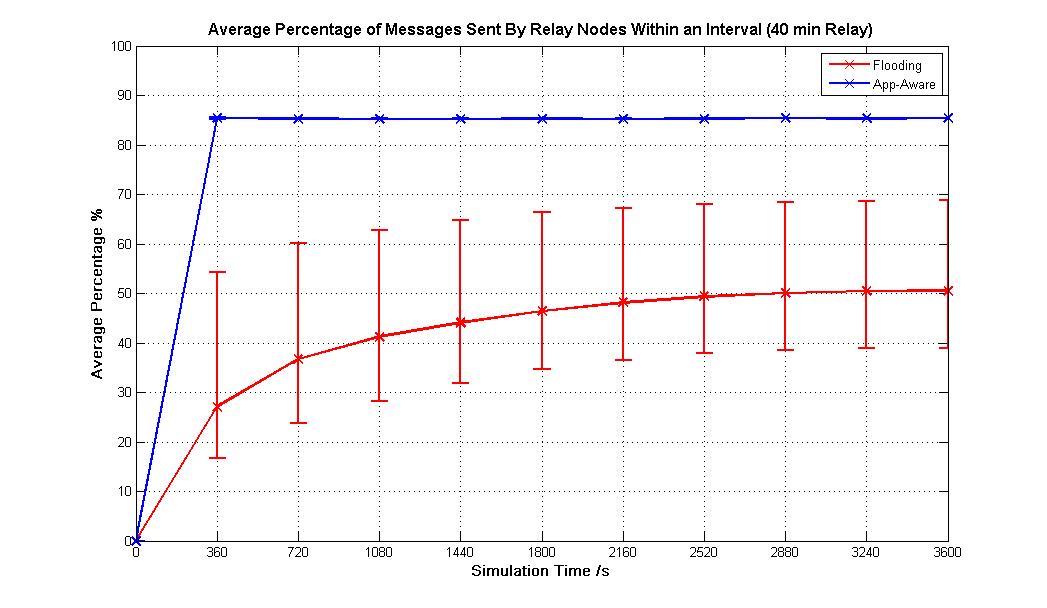 Average Percentage of Messages Sent By Relay Nodes Within an Interval (40 min Relay)
Flooding
App-Aware
100
90
80
70
60
50
40
30
20
10
0
Average Percentage %
0 360 720 1080 1440 1800 2160 2520 2880 3240 3600
Simulation Time /s